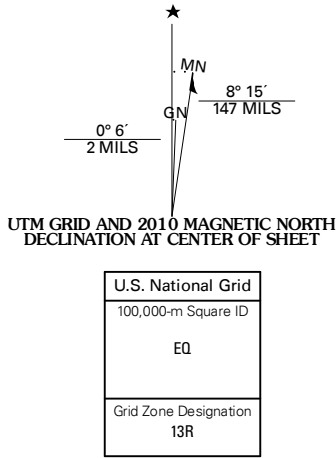 ★
MN
8° 15´
147 MILS
GN
0° 6´
2 MILS
UTM GRID AND 2010 MAGNETIC NORTH
DECLINATION AT CENTER OF SHEET
U.S. National Grid
100,000-m Square ID
EQ
Grid Zone Designation
13R